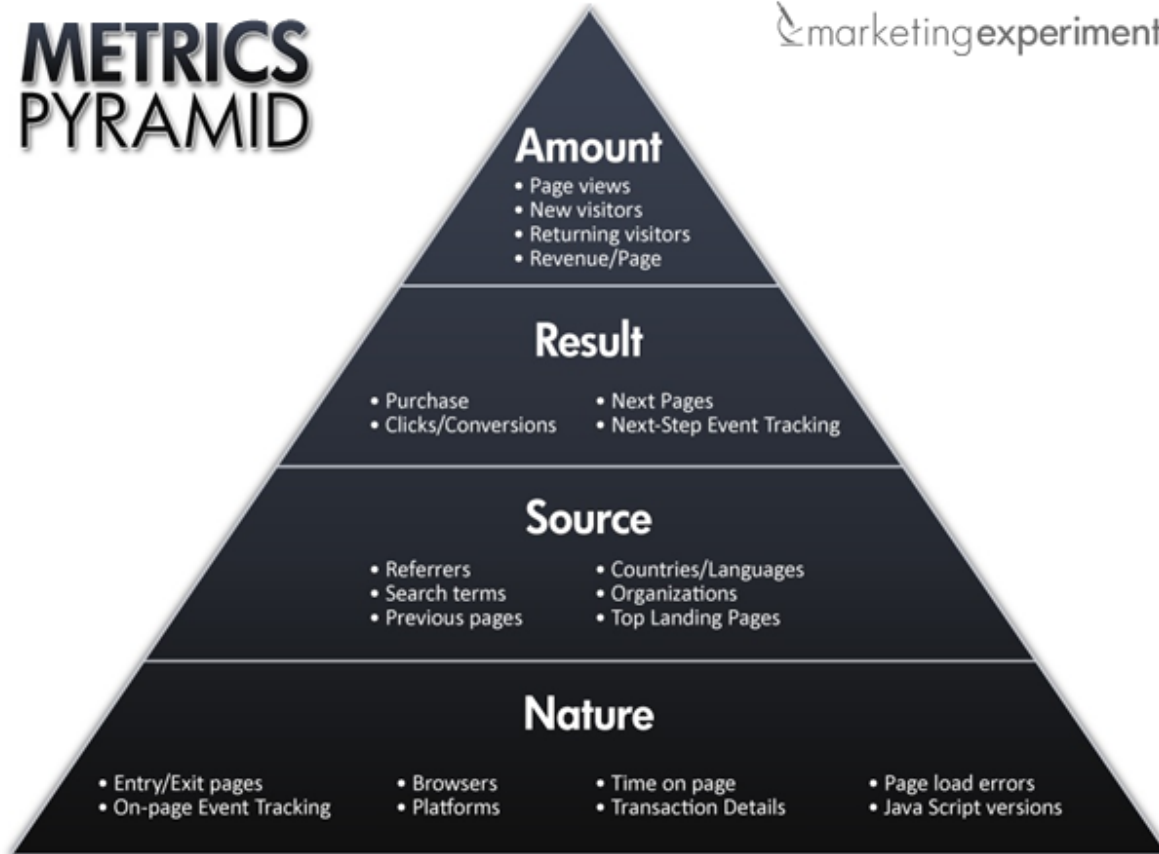 METRICS
PYRAMID
marketingexperiment
Amount
• Page views
• New visitors
• Returning visitors
• Revenue/Page
Result
• Purchase
• Clicks/Conversions
• Next Pages
• Next-Step Event Tracking
Source
• Referrers
• Search terms
• Previous pages
• Countries/Languages
• Organizations
• Top Landing Pages
Nature
• Entry/Exit pages
• On-page Event Tracking
• Browsers
• Platforms
• Time on page
• Transaction Details
• Page load errors
• Java Script versions